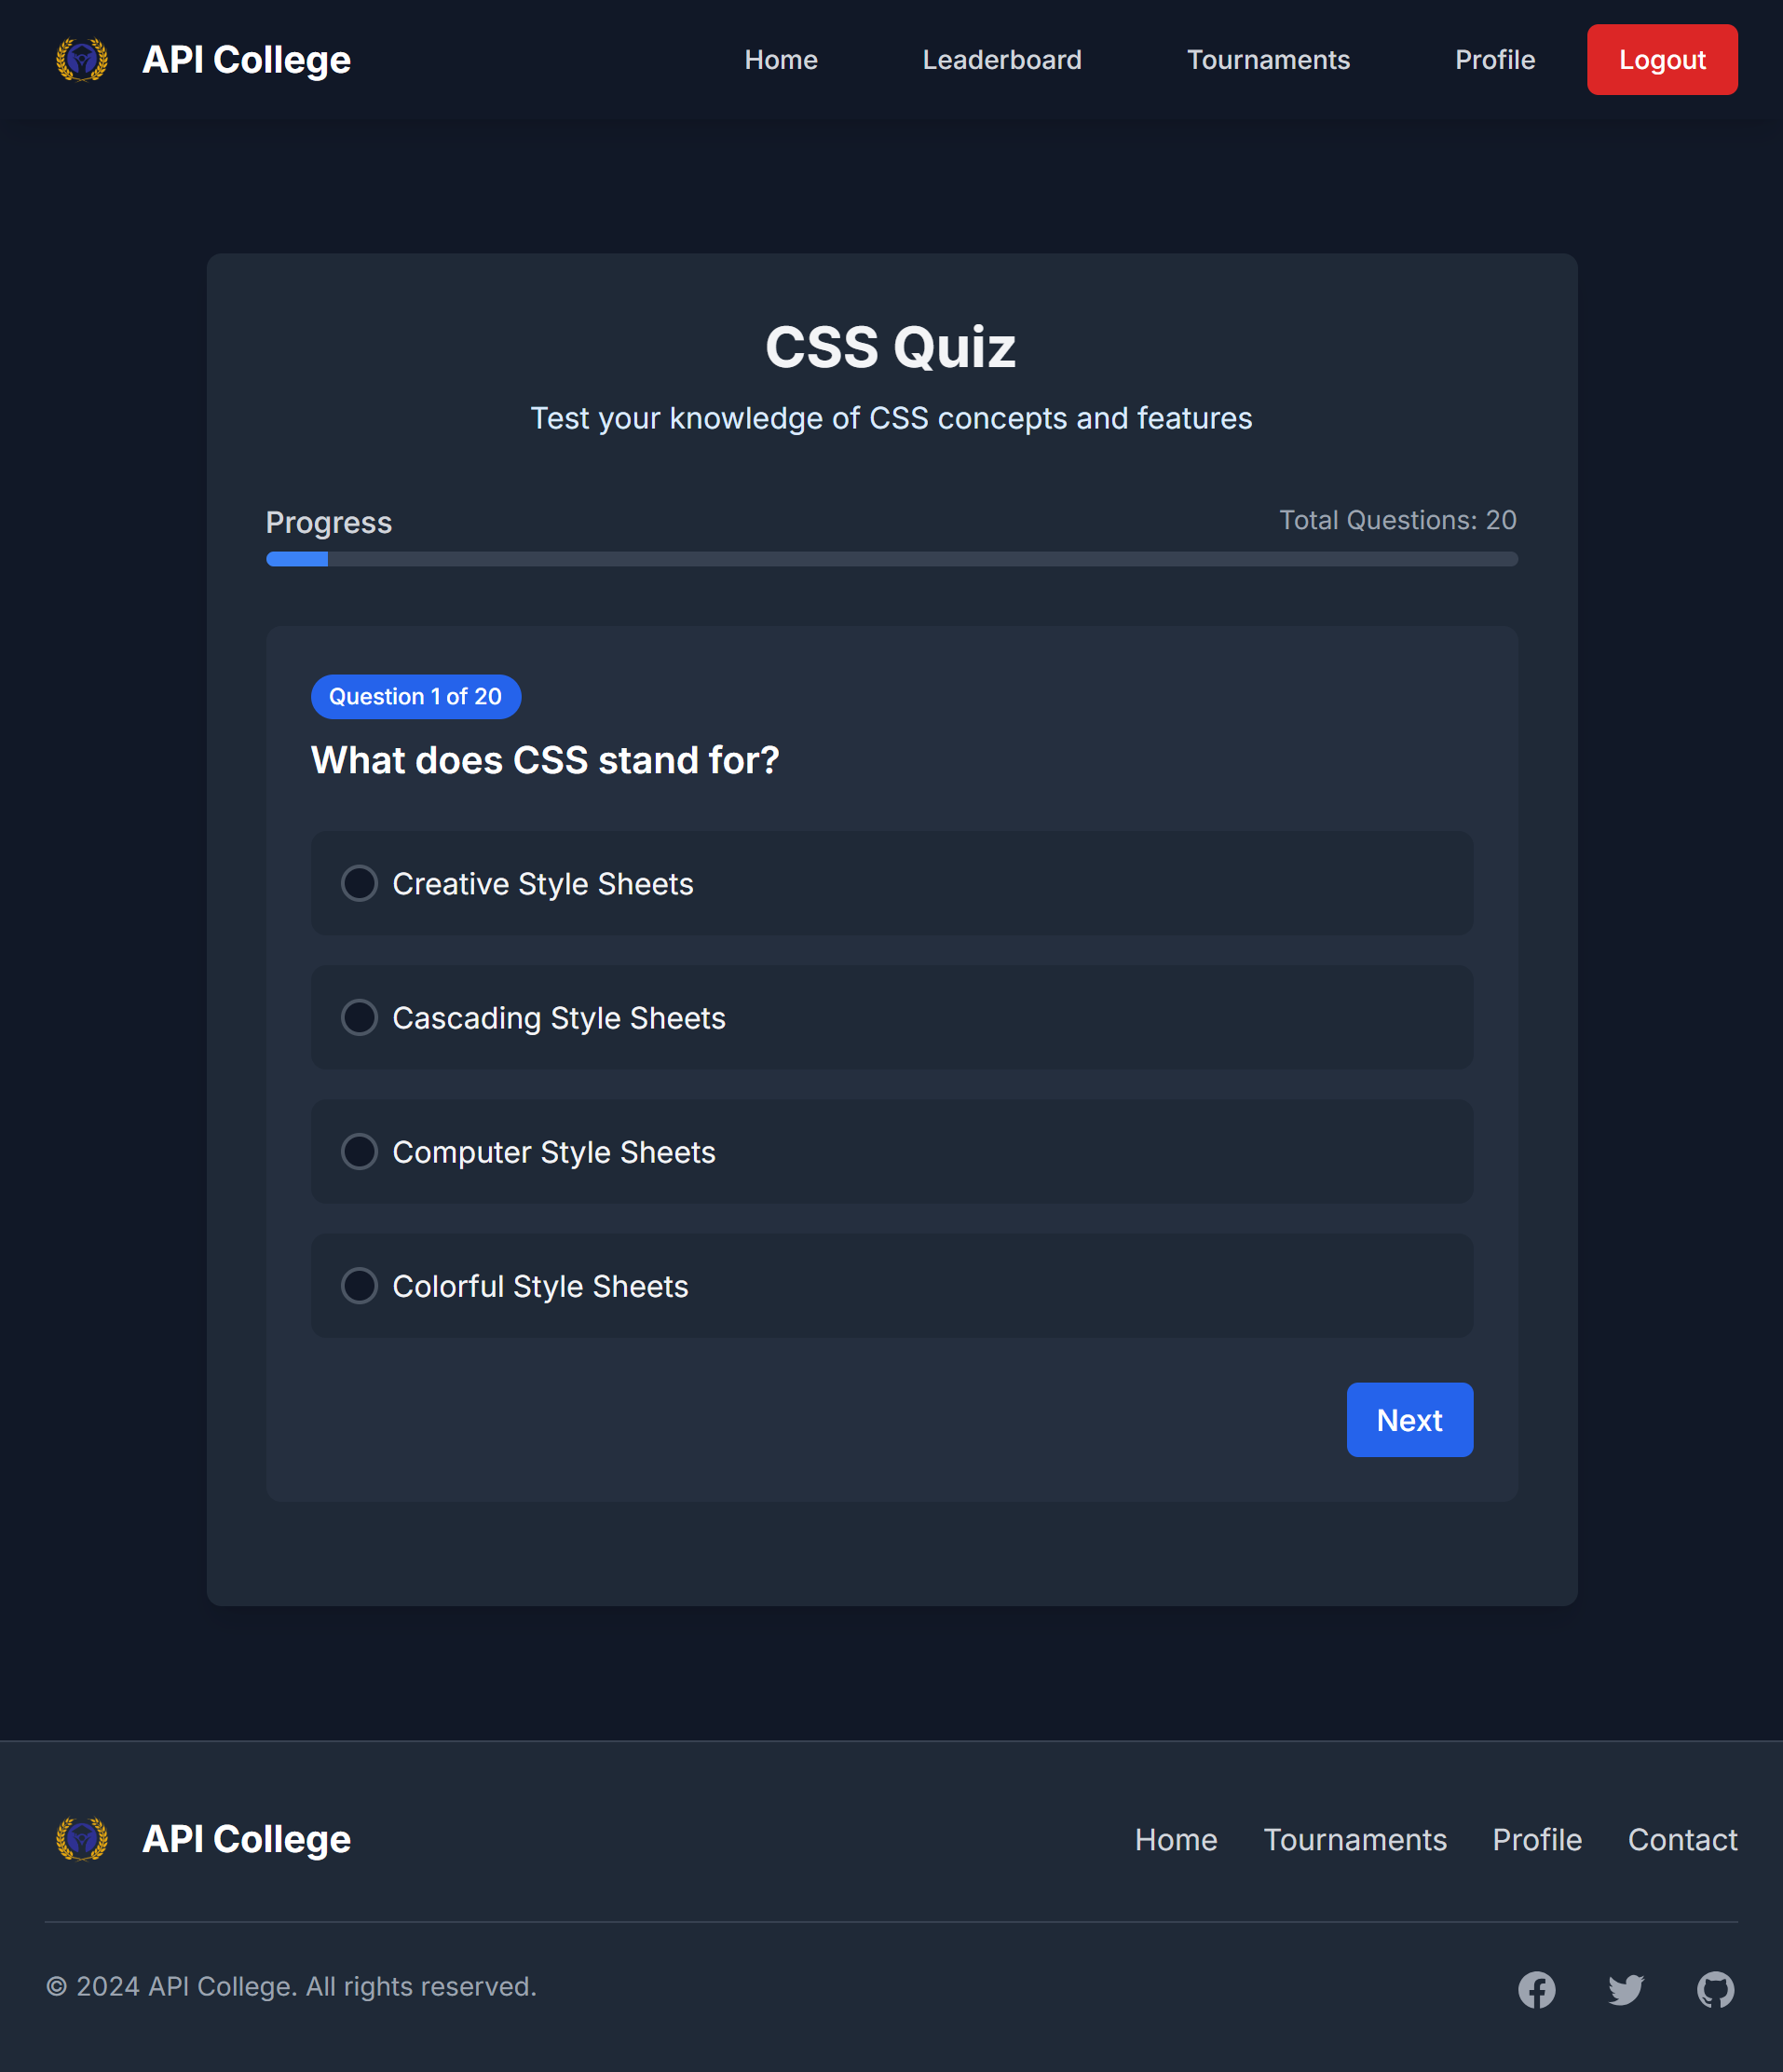 API College
Home
Leaderboard
Tournaments
Profile
Logout
CSS Quiz
Test your knowledge of CSS concepts and features
Progress
Total Questions: 20
Question 1 of 20
What does CSS stand for?
Creative Style Sheets
Cascading Style Sheets
Computer Style Sheets
Colorful Style Sheets
Next
API College
Home
Tournaments
Profile
Contact
© 2024 API College. All rights reserved.